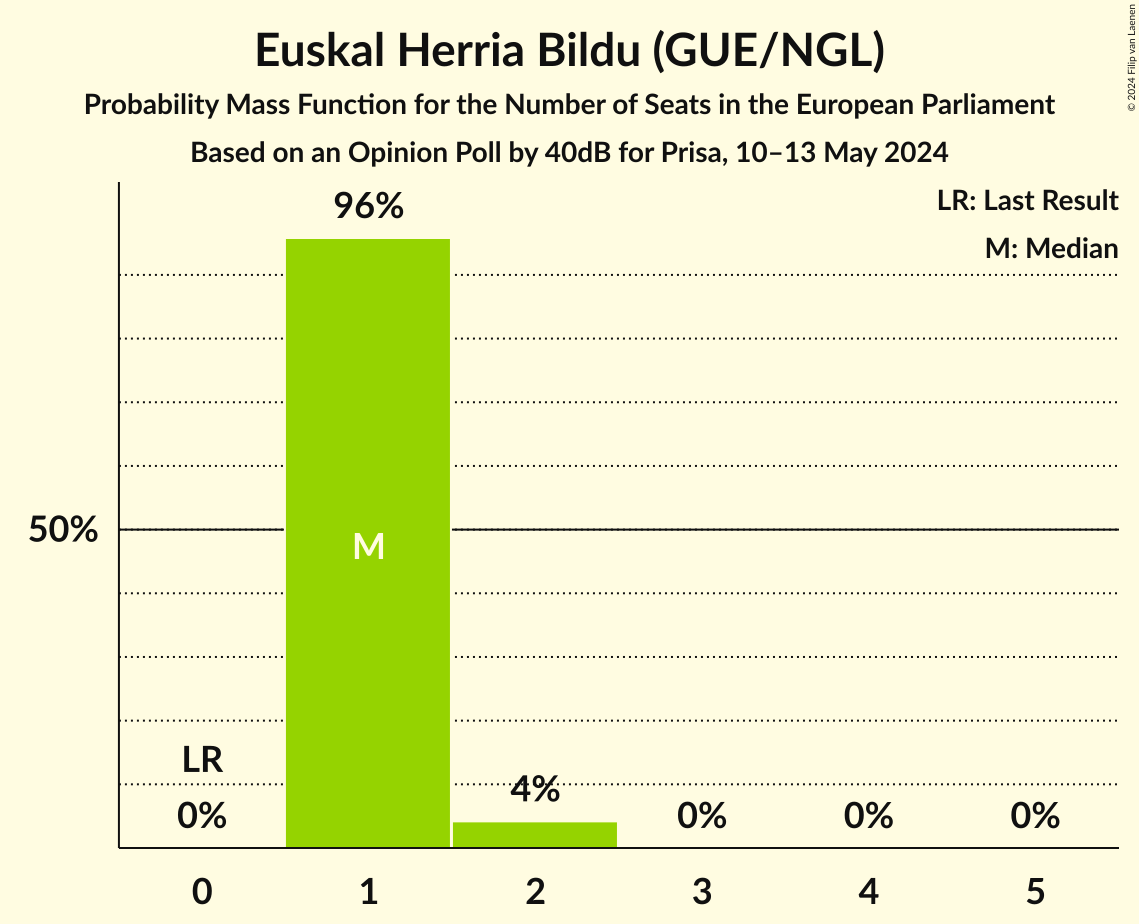 Euskal Herria Bildu (GUE/NGL)
Probability Mass Function for the Number of Seats in the European Parliament
Based on an Opinion Poll by 40dB for Prisa, 10–13 May 2024
© 2024 Filip van Laenen
LR: Last Result
M: Median
96%
50%
M
LR
0%
4%
0%
0%
0%
0
1
2
3
4
5